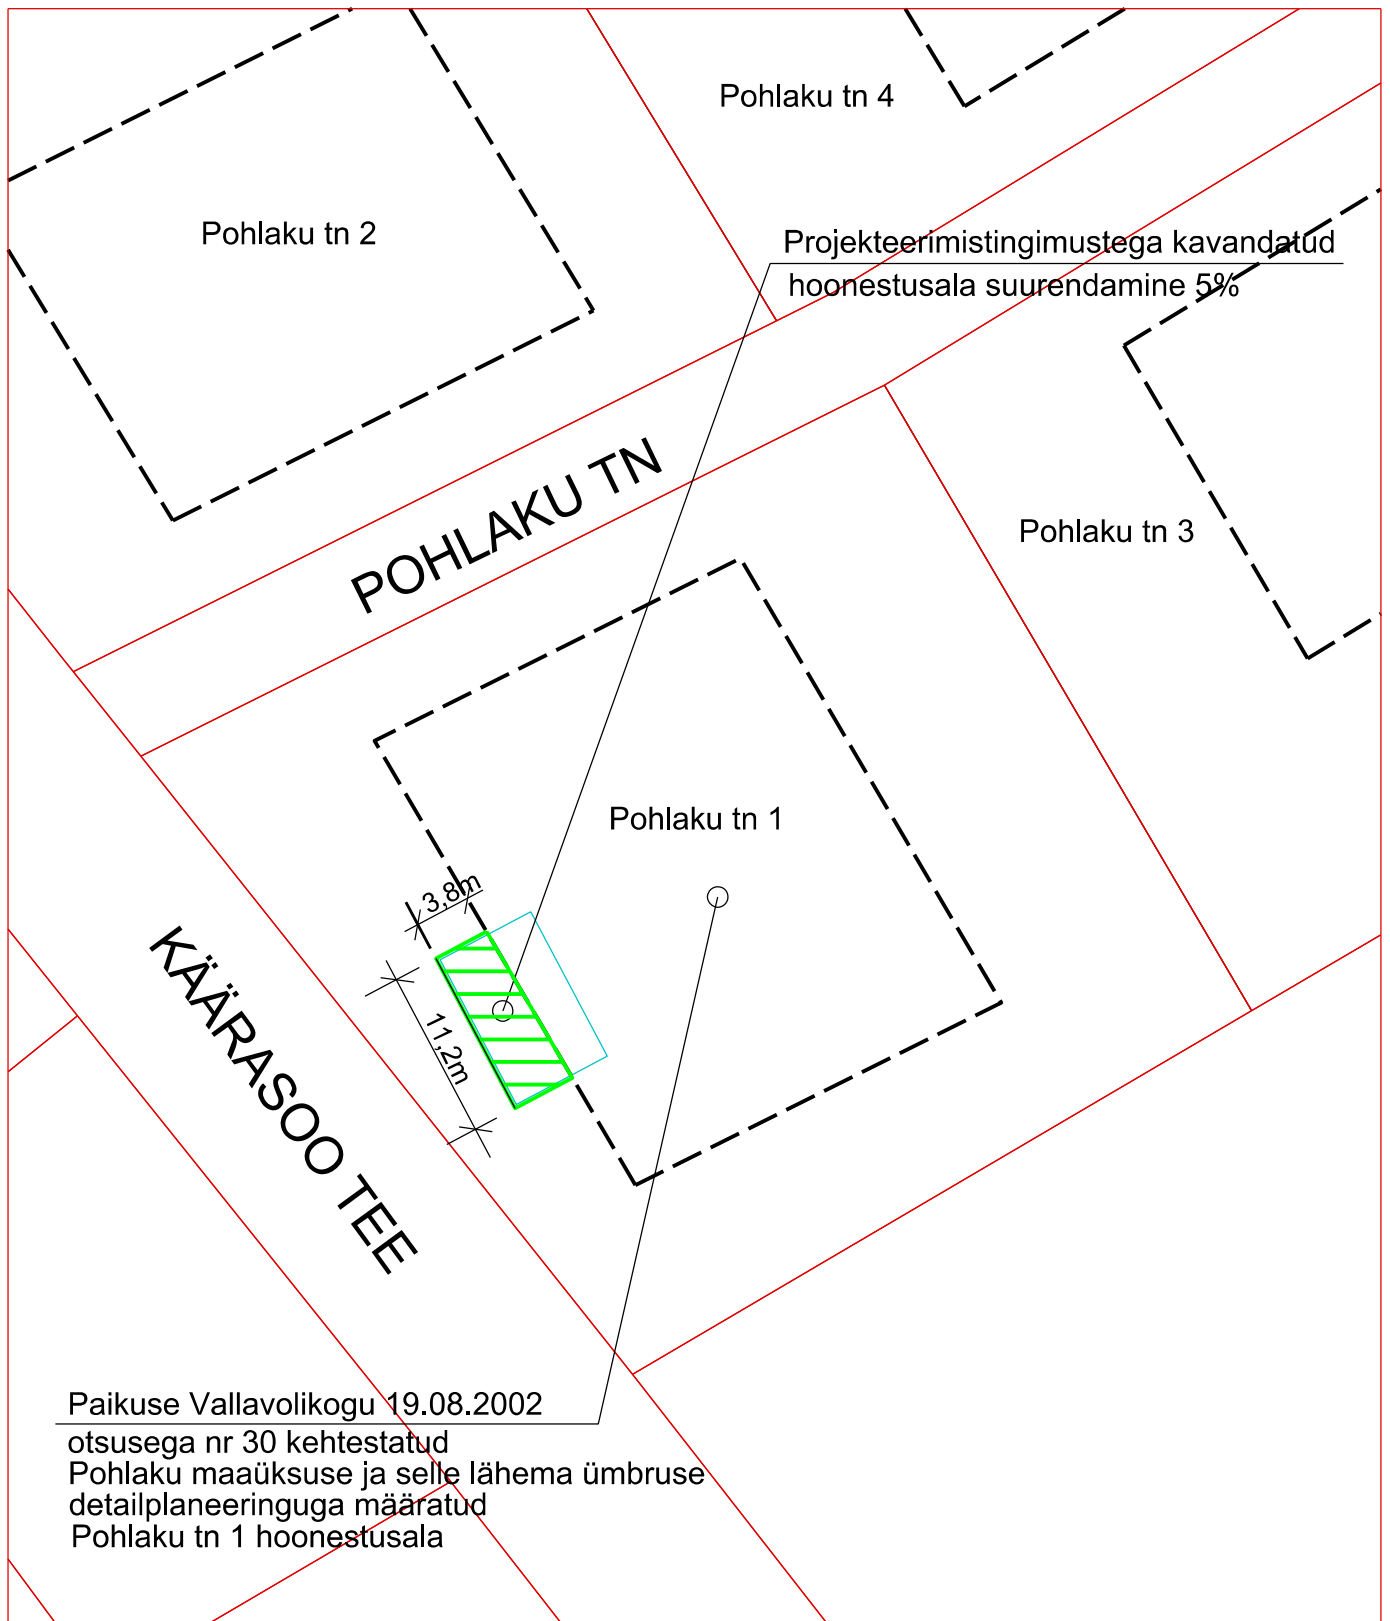 Pohlaku tn 4
Pohlaku tn 2
Projekteerimistingimustega kavandatud
hoonestusala suurendamine 5%
POHLAKU TN
Pohlaku tn 3
Pohlaku tn 1
3,8m
11,2m
KÄÄRASOO TEE
Paikuse Vallavolikogu 19.08.2002
otsusega nr 30 kehtestatud
Pohlaku maaüksuse ja selle lähema ümbruse
detailplaneeringuga määratud
Pohlaku tn 1 hoonestusala